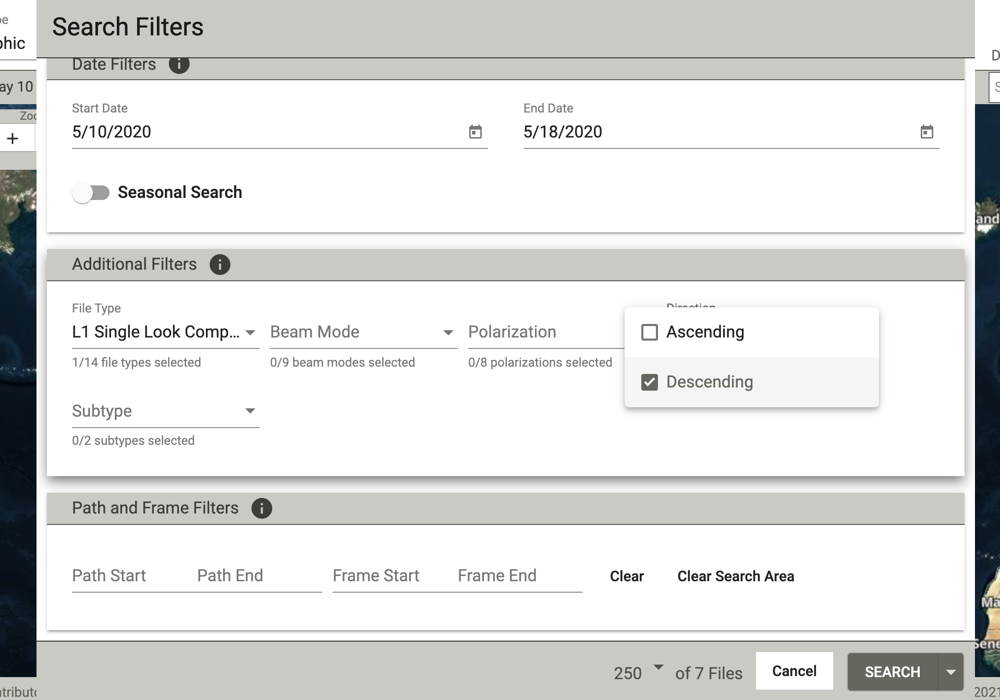 Search Filters
phic
Date Filters
ay 10
Start Date
End Date
5/10/2020
5/18/2020
Seasonal Search
Additional Filters
File Type
Direction
L1 Single Look Comp...
Beam Mode
Polarization
Ascending
1/14 file types selected
0/9 beam modes selected
0/8 polarizations selected
Descending
Subtype
0/2 subtypes selected
Path and Frame Filters
Path Start
Path End
Frame Start
Frame End
Clear
Clear Search Area
250
of 7 Files
Cancel
SEARCH
and
Ma
Sene
2021